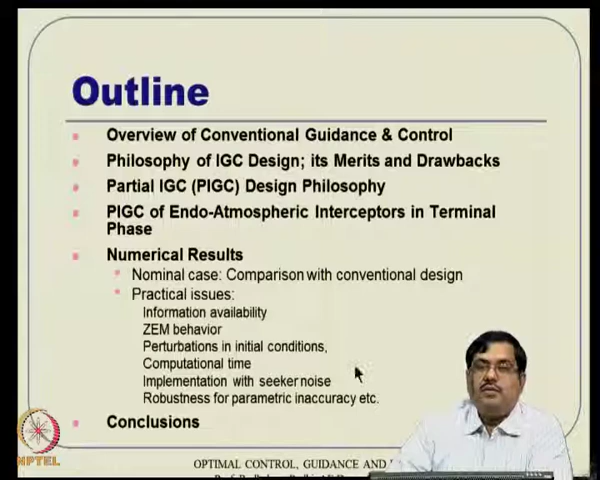 Outline
Overview of Conventional Guidance & Control
Philosophy of IGC Design; its Merits and Drawbacks
Partial IGC (PIGC) Design Philosophy
PIGC of Endo-Atmospheric Interceptors in Terminal
Phase
Numerical Results
Nominal case: Comparison with conventional design
Practical issues:
Information availability
ZEM behavior
Perturbations in initial conditions,
Computational time
Implementation with seeker noise
Robustness for parametric inaccuracy etc.
Conclusions
NPTEL
OPTIMAL CONTROL, GUIDANCE AND